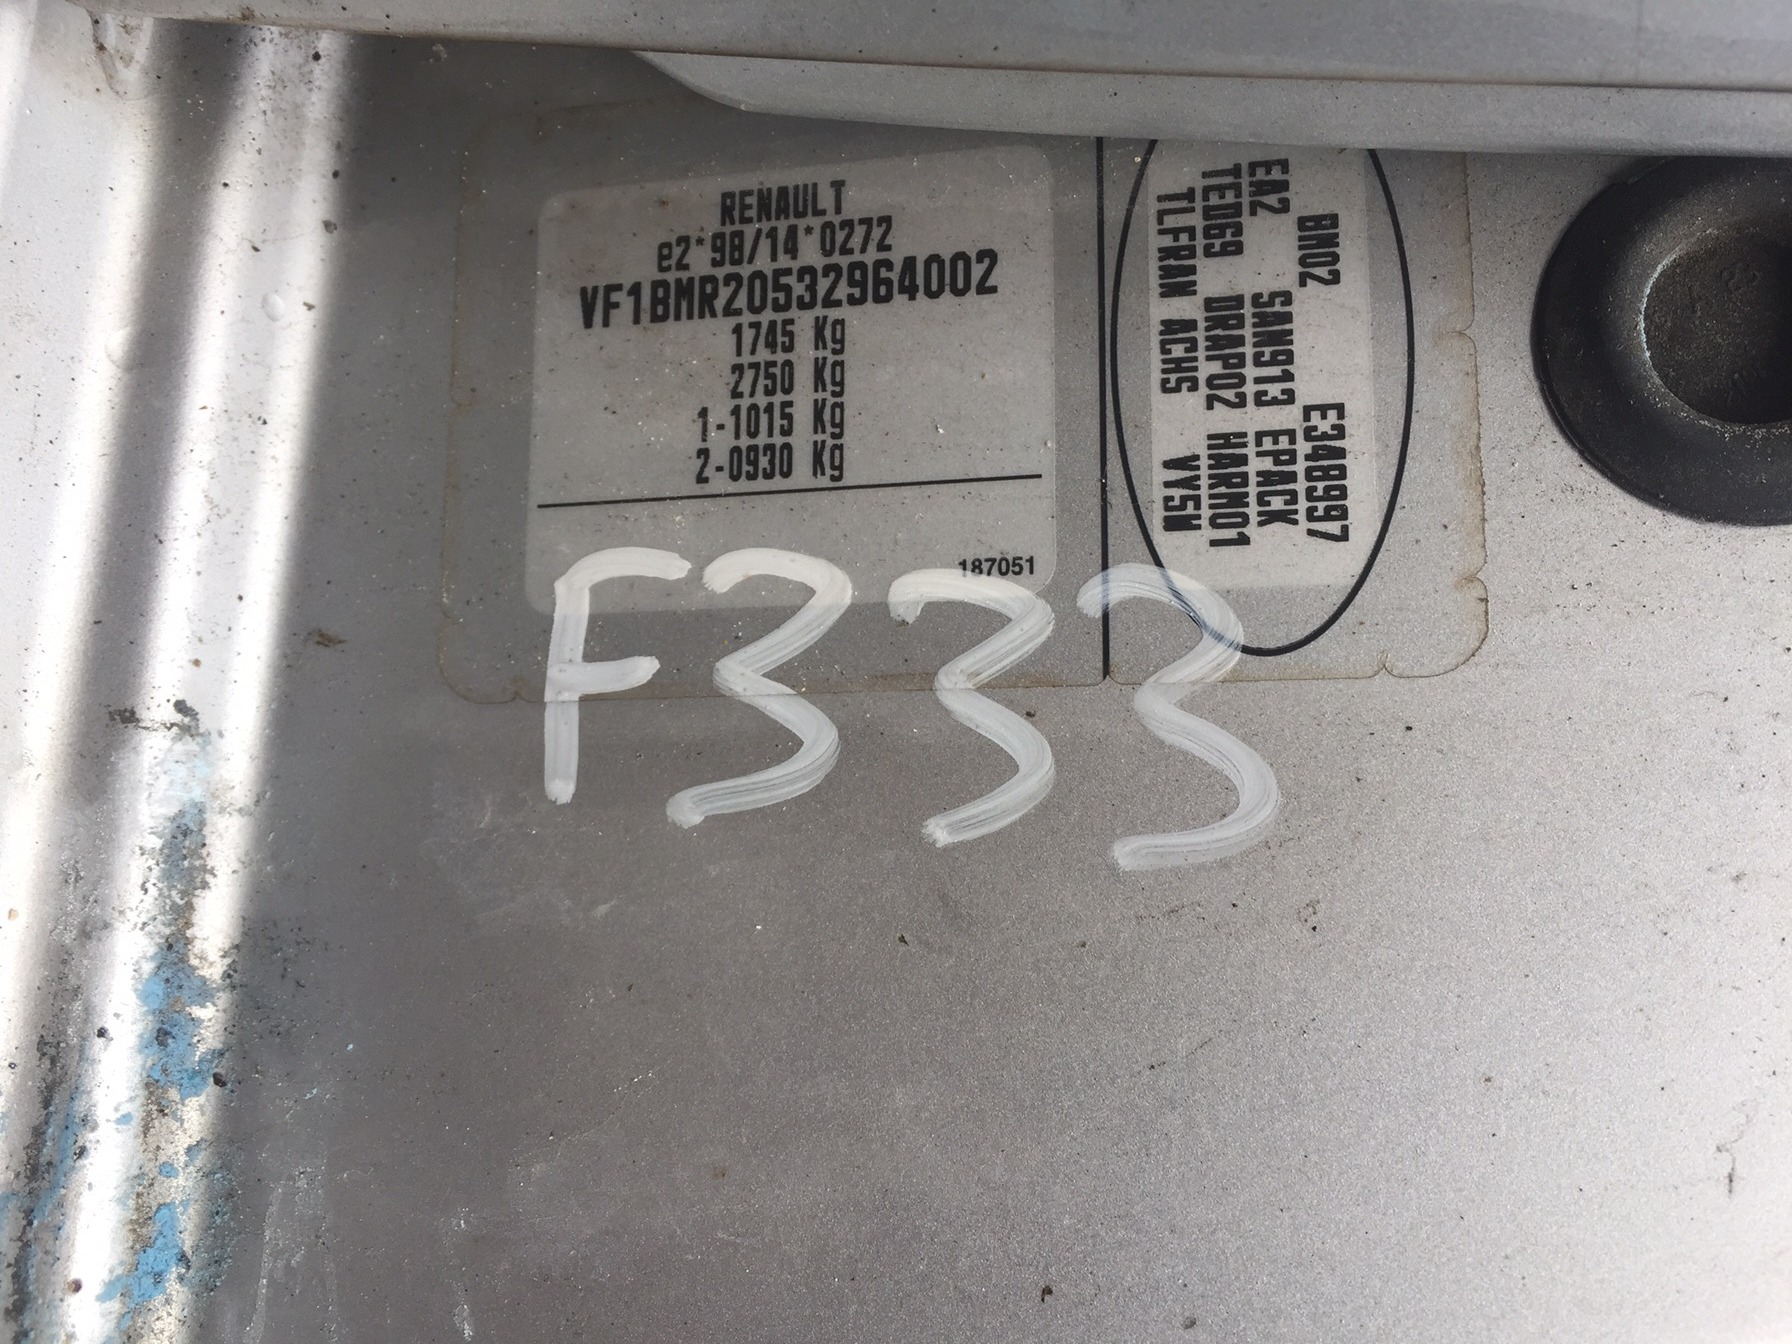 RENAULT
e2*98/14*0272
VF1BMR20532964002
1745 Kg
2750 Kg
1-1015 Kg
2-0930 Kg
187051
BM02 E348997
EA2 SAN913 EPACK
TED69 DRAP02 HARM01
TLFRAN ACHS VY5W
F333